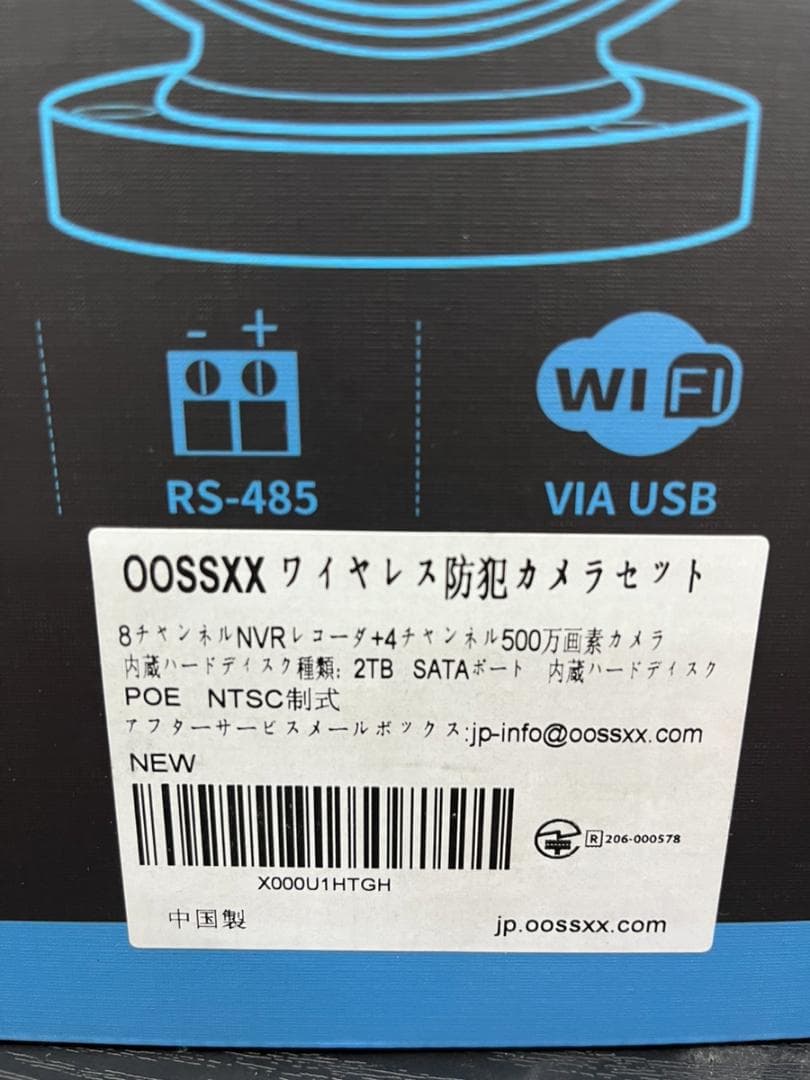 - +
WI FI
RS-485
VIA USB
OOSSXX ワイヤレス防犯カメラセット
8チャンネルNVRレコーダ+4チャンネル500万画素カメラ
内蔵ハードディスク種類: 2TB SATAポート 内蔵ハードディスク
POE NTSC制式
アフターサービスメールボックス:jp-info@oossxx.com
NEW
R 206-000578
X000U1HTGH
中国製
jp.oossxx.com